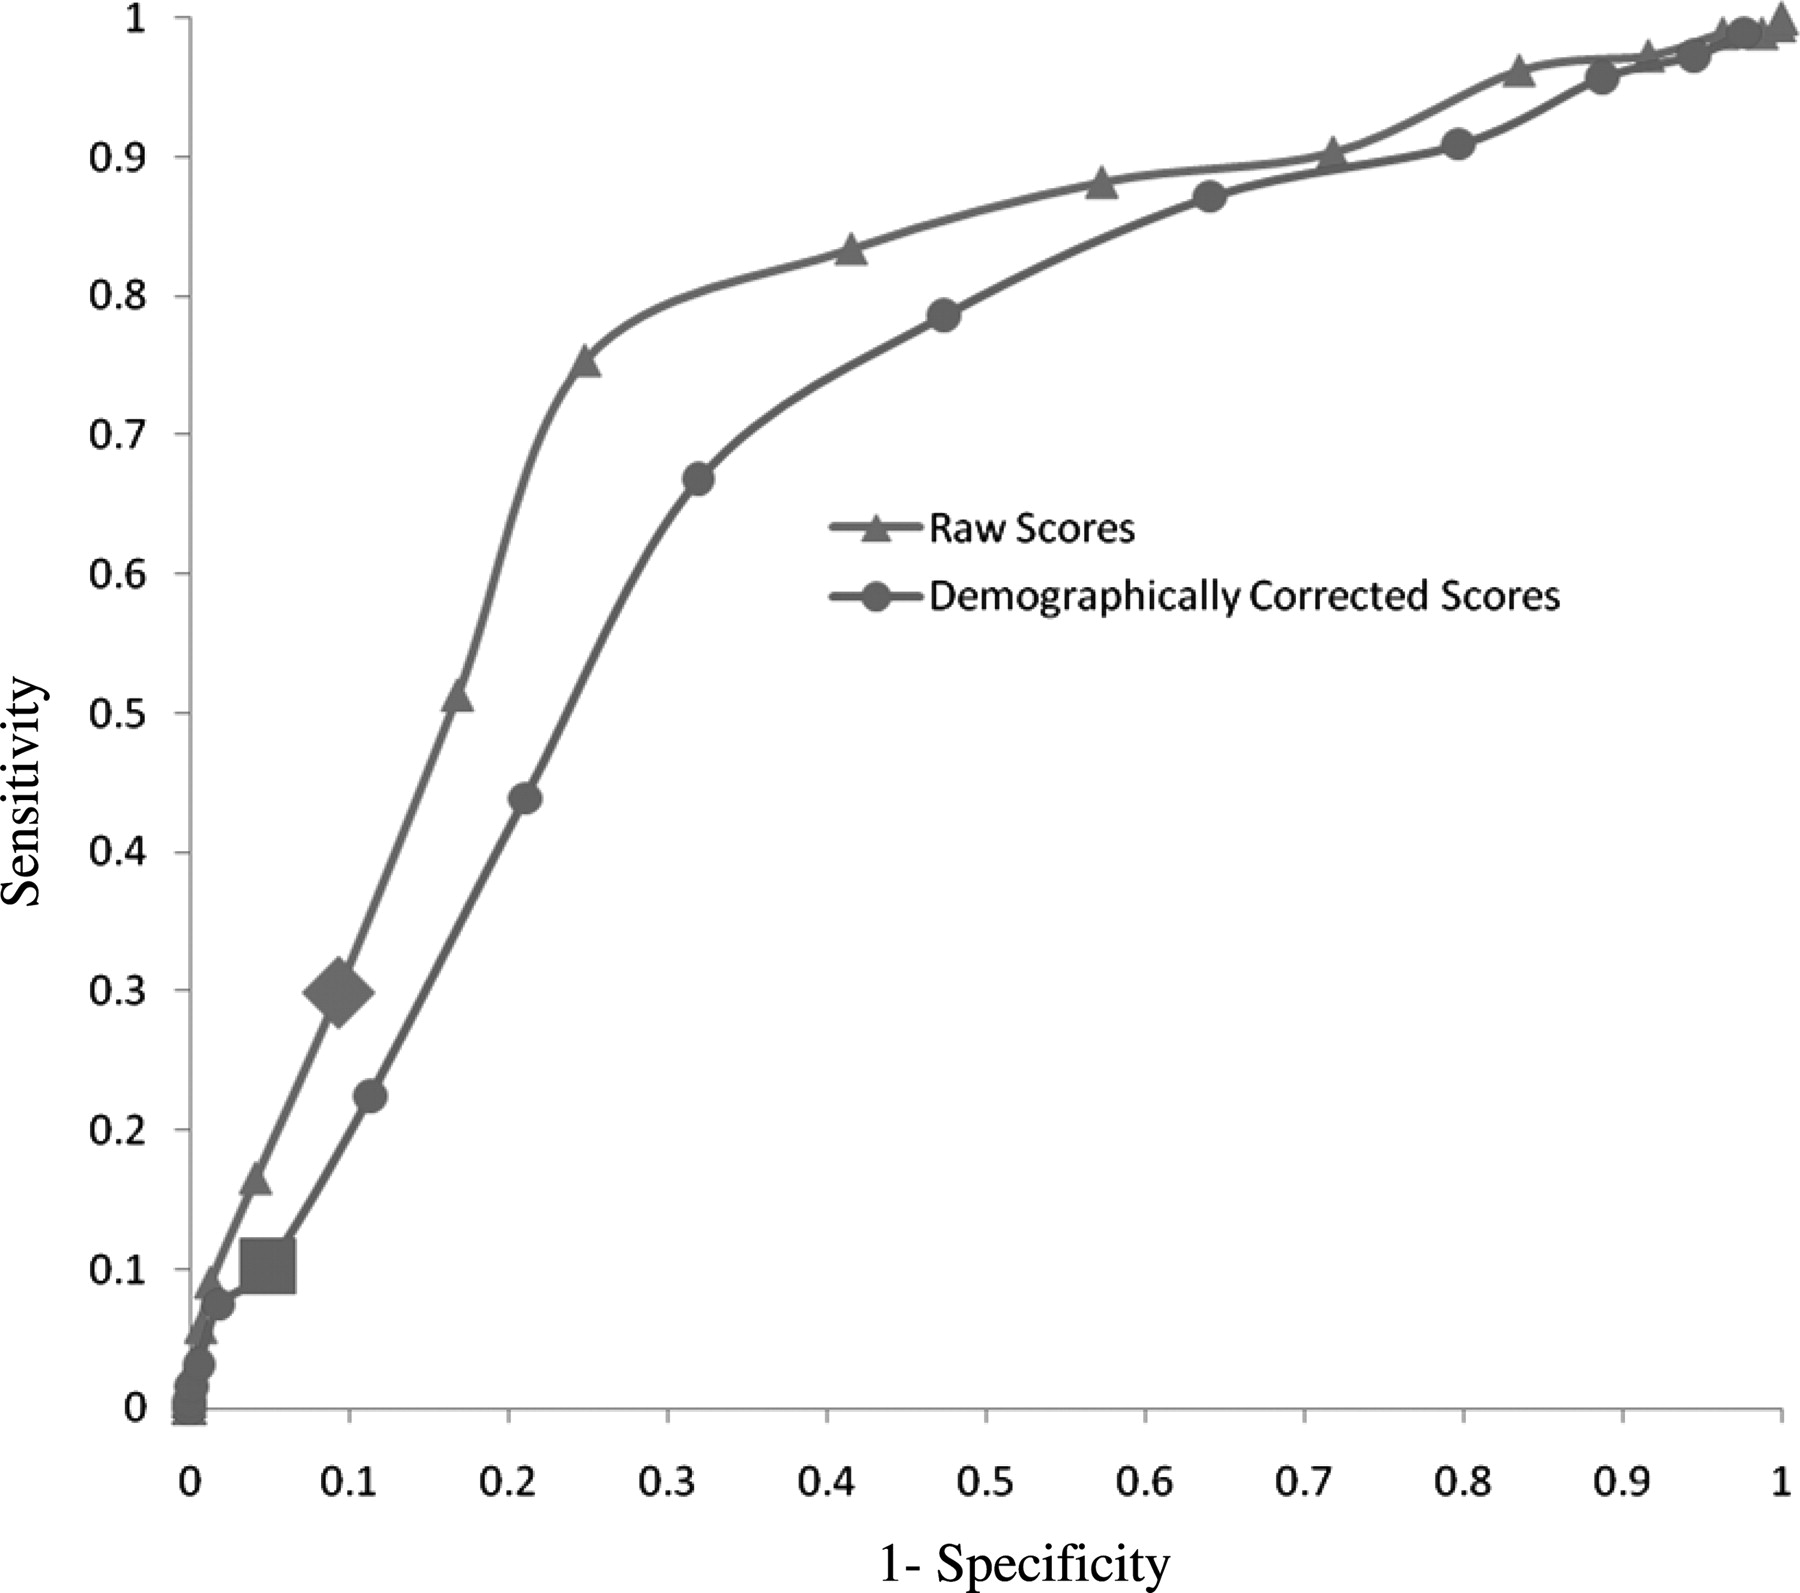 1
0.9
0.8
0.7
0.6
0.5
0.4
0.3
0.2
0.1
0
Sensitivity
Raw Scores
Demographically Corrected Scores
0 0.1 0.2 0.3 0.4 0.5 0.6 0.7 0.8 0.9 1
1- Specificity